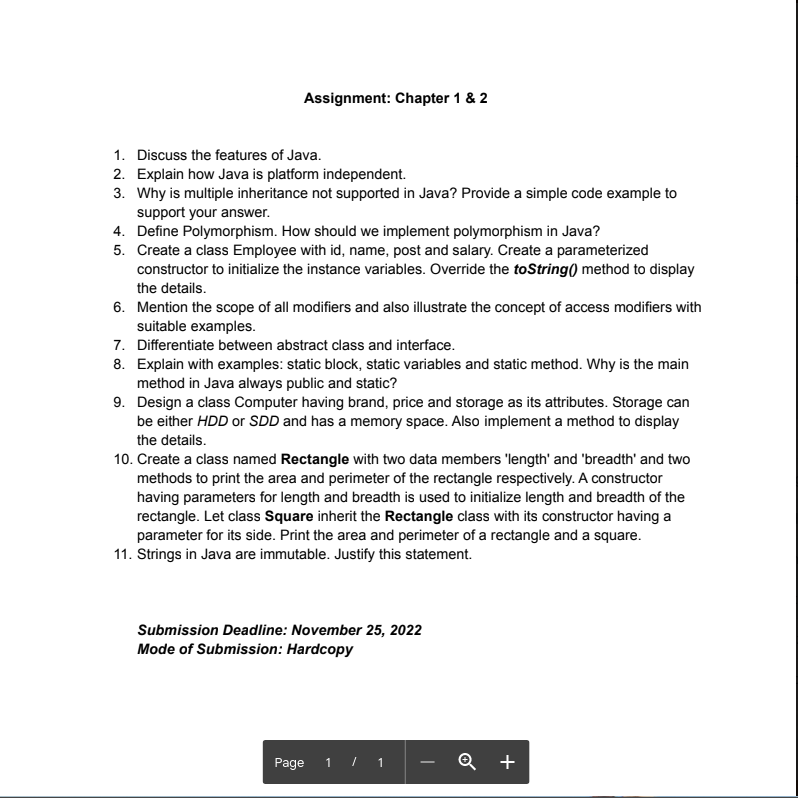 Assignment: Chapter 1 & 2
1. Discuss the features of Java.
2. Explain how Java is platform independent.
3. Why is multiple inheritance not supported in Java? Provide a simple code example to
support your answer.
4. Define Polymorphism. How should we implement polymorphism in Java?
5. Create a class Employee with id, name, post and salary. Create a parameterized
constructor to initialize the instance variables. Override the toString() method to display
the details.
6. Mention the scope of all modifiers and also illustrate the concept of access modifiers with
suitable examples.
7. Differentiate between abstract class and interface.
8. Explain with examples: static block, static variables and static method. Why is the main
method in Java always public and static?
9. Design a class Computer having brand, price and storage as its attributes. Storage can
be either HDD or SDD and has a memory space. Also implement a method to display
the details.
10. Create a class named Rectangle with two data members 'length' and 'breadth' and two
methods to print the area and perimeter of the rectangle respectively. A constructor
having parameters for length and breadth is used to initialize length and breadth of the
rectangle. Let class Square inherit the Rectangle class with its constructor having a
parameter for its side. Print the area and perimeter of a rectangle and a square.
11. Strings in Java are immutable. Justify this statement.
Submission Deadline: November 25, 2022
Mode of Submission: Hardcopy
Page 1 / 1